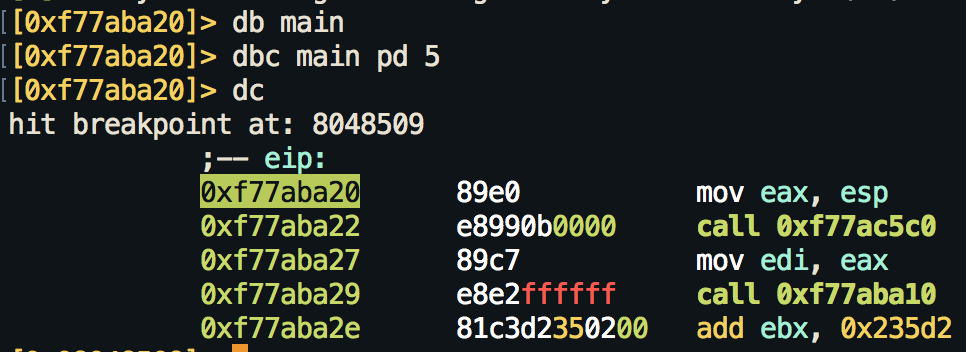 [[0xf77aba20]> db main
[[0xf77aba20]> dbc main pd 5
[[0xf77aba20]> dc
hit breakpoint at: 8048509
;-- eip:
0xf77aba20 89e0 mov eax, esp
0xf77aba22 e8990b0000 call 0xf77ac5c0
0xf77aba27 89c7 mov edi, eax
0xf77aba29 e8e2ffffff call 0xf77aba10
0xf77aba2e 81c3d2350200 add ebx, 0x235d2